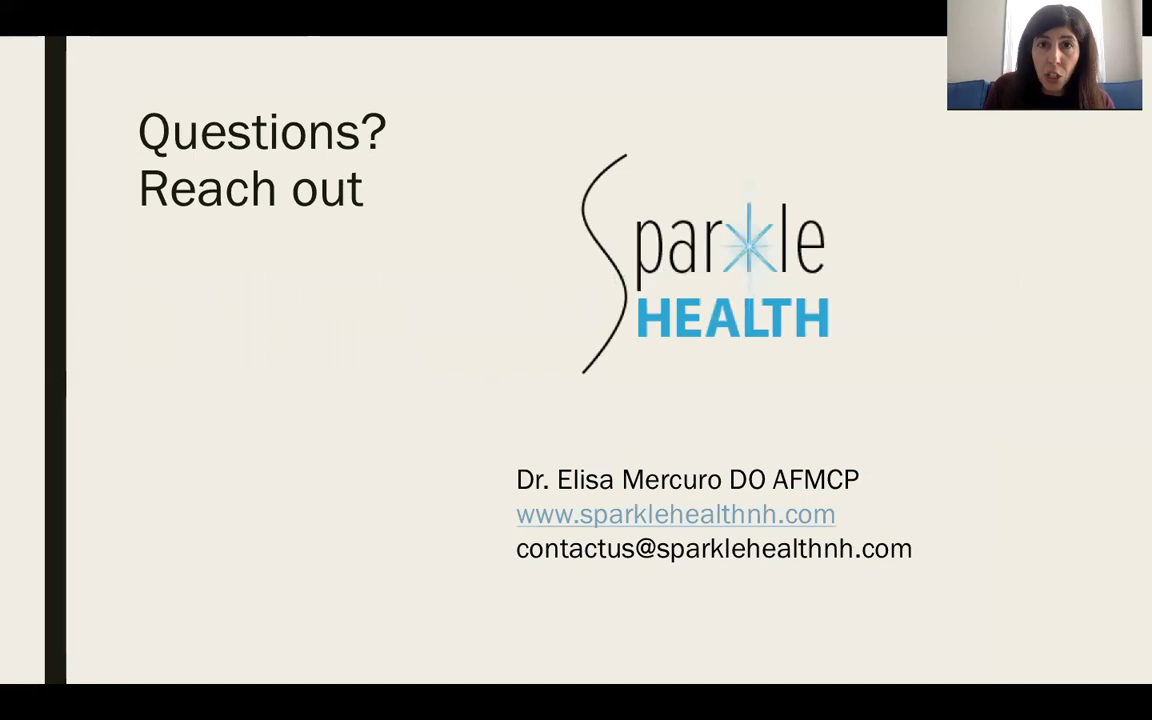 Questions?
Reach out
Sparkle
HEALTH
Dr. Elisa Mercuro DO AFMCP
www.sparklehealthnh.com
contactus@sparklehealthnh.com